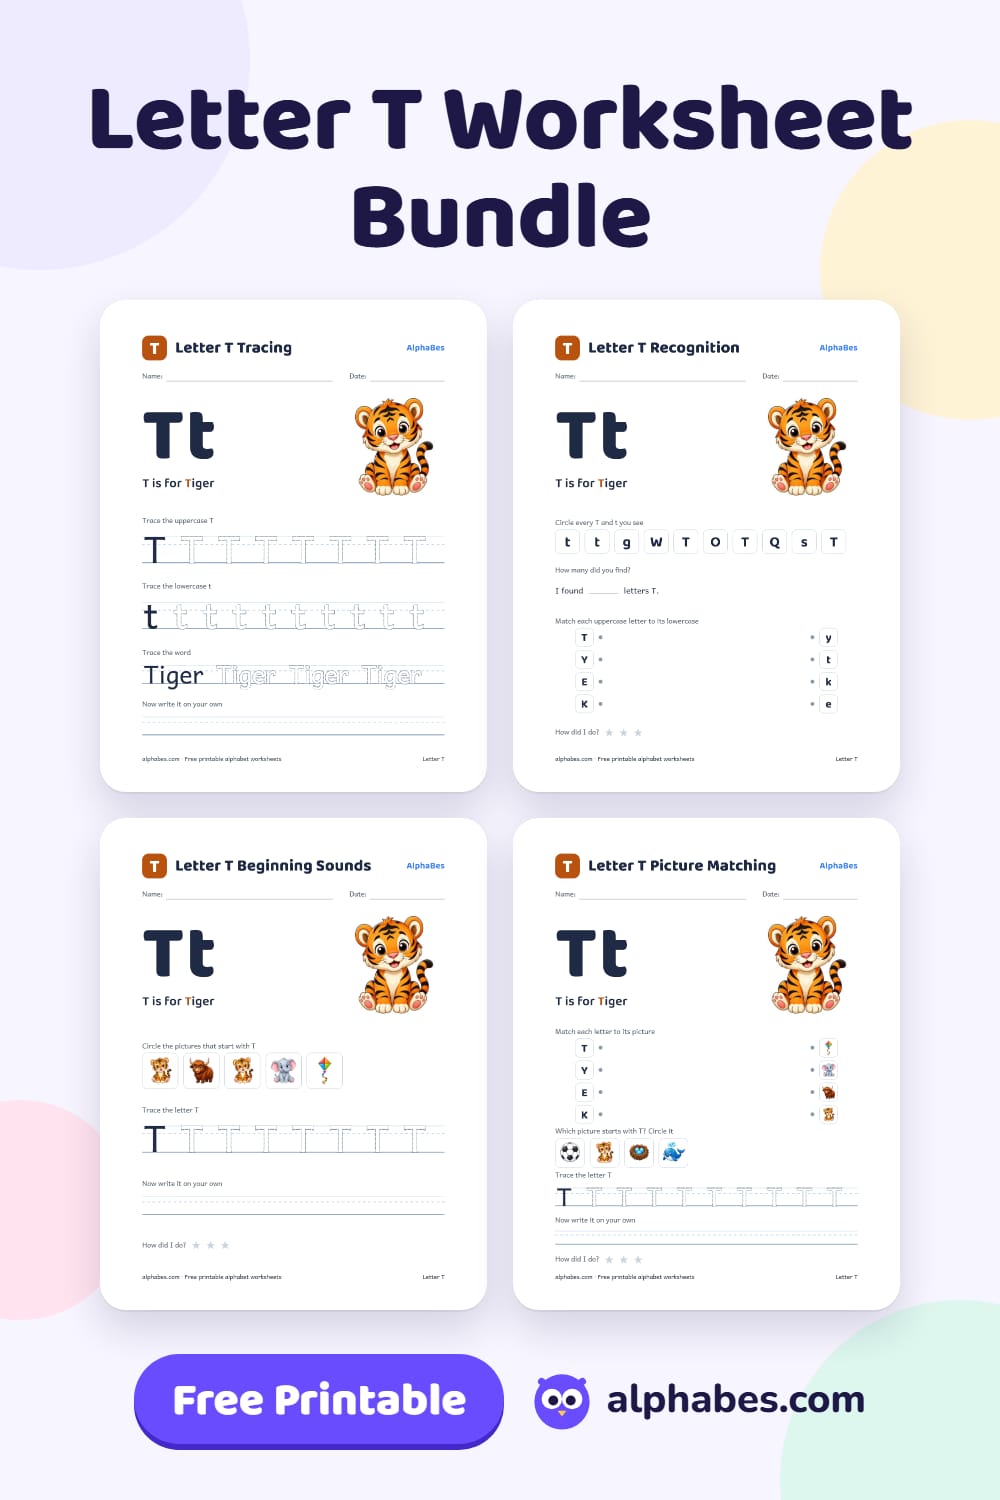 Letter T Worksheet
Bundle
T Letter T Tracing AlphaBes
Name: Date:
Tt
T is for Tiger
Trace the uppercase T
T T T T T T T
Trace the lowercase t
t t t t t t t t t t
Trace the word
Tiger Tiger Tiger Tiger
Now write it on your own
alphabes.com Free printable alphabet worksheets Letter T
T Letter T Recognition AlphaBes
Name: Date:
Tt
T is for Tiger
Circle every T and t you see
t t g W T O T Q s T
How many did you find?
I found letters T.
Match each uppercase letter to its lowercase
T y
Y t
E k
K e
How did I do?
alphabes.com Free printable alphabet worksheets Letter T
T Letter T Beginning Sounds AlphaBes
Name: Date:
Tt
T is for Tiger
Circle the pictures that start with T
Trace the letter T
T T T T T T T
Now write it on your own
How did I do?
alphabes.com Free printable alphabet worksheets Letter T
T Letter T Picture Matching AlphaBes
Name: Date:
Tt
T is for Tiger
Match each letter to its picture
T
Y
E
K
Which picture starts with T? Circle it
Trace the letter T
T T T T T T T T T T
Now write it on your own
How did I do?
alphabes.com Free printable alphabet worksheets Letter T
Free Printable alphabes.com